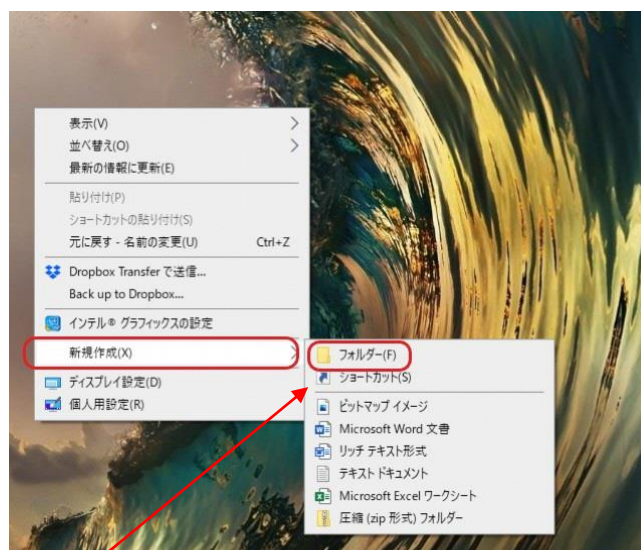 表示(V)
並べ替え(O)
最新の情報に更新(E)
貼り付け(P)
ショートカットの貼り付け(S)
元に戻す - 名前の変更(U) Ctrl+Z
Dropbox Transfer で送信...
Back up to Dropbox...
インテル® グラフィックスの設定
新規作成(X)
ディスプレイ設定(D)
個人用設定(R)
フォルダー(F)
ショートカット(S)
ビットマップ イメージ
Microsoft Word 文書
リッチ テキスト形式
テキスト ドキュメント
Microsoft Excel ワークシート
圧縮 (zip 形式) フォルダー